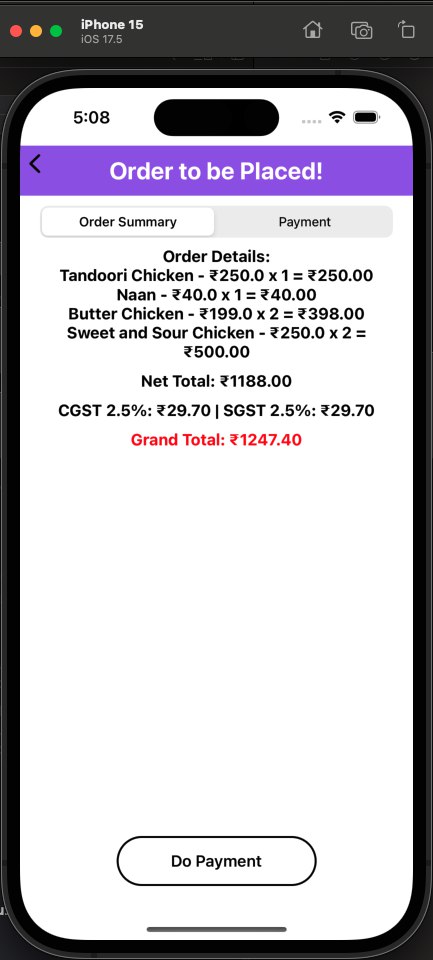 iPhone 15
iOS 17.5
5:08
Order to be Placed!
Order Summary
Payment
Order Details:
Tandoori Chicken - ₹250.0 x 1 = ₹250.00
Naan - ₹40.0 x 1 = ₹40.00
Butter Chicken - ₹199.0 x 2 = ₹398.00
Sweet and Sour Chicken - ₹250.0 x 2 =
₹500.00
Net Total: ₹1188.00
CGST 2.5%: ₹29.70 | SGST 2.5%: ₹29.70
Grand Total: ₹1247.40
Do Payment